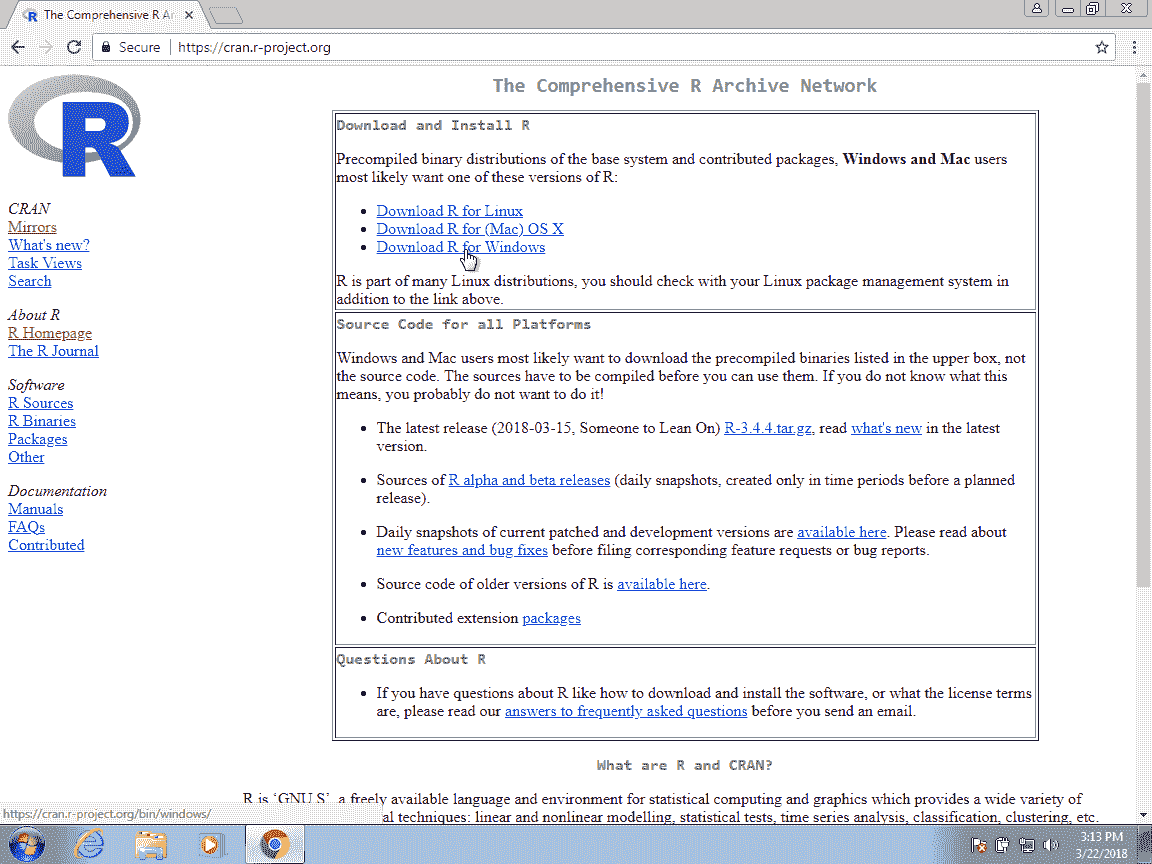 The Comprehensive R Ar
Secure
https://cran.r-project.org
R
CRAN
Mirrors
What's new?
Task Views
Search
About R
R Homepage
The R Journal
Software
R Sources
R Binaries
Packages
Other
Documentation
Manuals
FAQs
Contributed
The Comprehensive R Archive Network
Download and Install R
Precompiled binary distributions of the base system and contributed packages, Windows and Mac users
most likely want one of these versions of R:
Download R for Linux
Download R for (Mac) OS X
Download R for Windows
R is part of many Linux distributions, you should check with your Linux package management system in
addition to the link above.
Source Code for all Platforms
Windows and Mac users most likely want to download the precompiled binaries listed in the upper box, not
the source code. The sources have to be compiled before you can use them. If you do not know what this
means, you probably do not want to do it!
The latest release (2018-03-15, Someone to Lean On) R-3.4.4.tar.gz, read what's new in the latest
version.
Sources of R alpha and beta releases (daily snapshots, created only in time periods before a planned
release).
Daily snapshots of current patched and development versions are available here. Please read about
new features and bug fixes before filing corresponding feature requests or bug reports.
Source code of older versions of R is available here.
Contributed extension packages
Questions About R
If you have questions about R like how to download and install the software, or what the license terms
are, please read our answers to frequently asked questions before you send an email.
What are R and CRAN?
R is ‘GNU S’, a freely available language and environment for statistical computing and graphics which provides a wide variety of
al techniques: linear and nonlinear modelling, statistical tests, time series analysis, classification, clustering, etc.
https://cran.r-project.org/bin/windows/
3:13 PM
3/22/2018